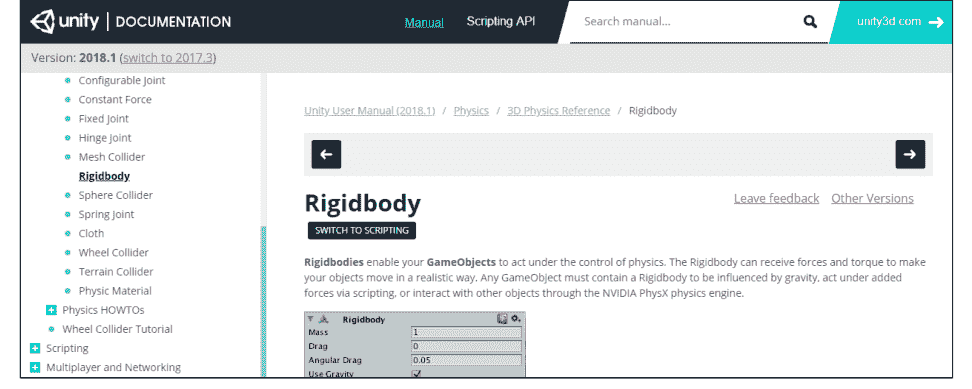 unity | DOCUMENTATION
Manual
Scripting API
Search manual...
unity3d com
Version: 2018.1 (switch to 2017.3)
Configurable Joint
Constant Force
Fixed Joint
Hinge Joint
Mesh Collider
Rigidbody
Sphere Collider
Spring Joint
Cloth
Wheel Collider
Terrain Collider
Physic Material
Physics HOWTOs
Wheel Collider Tutorial
Scripting
Multiplayer and Networking
Unity User Manual (2018.1) / Physics / 3D Physics Reference / Rigidbody
Rigidbody
Leave feedback
Other Versions
SWITCH TO SCRIPTING
Rigidbodies enable your GameObjects to act under the control of physics. The Rigidbody can receive forces and torque to make
your objects move in a realistic way. Any GameObject must contain a Rigidbody to be influenced by gravity, act under added
forces via scripting, or interact with other objects through the NVIDIA PhysX physics engine.
Rigidbody
Mass 1
Drag 0
Angular Drag 0.05
Use Gravity